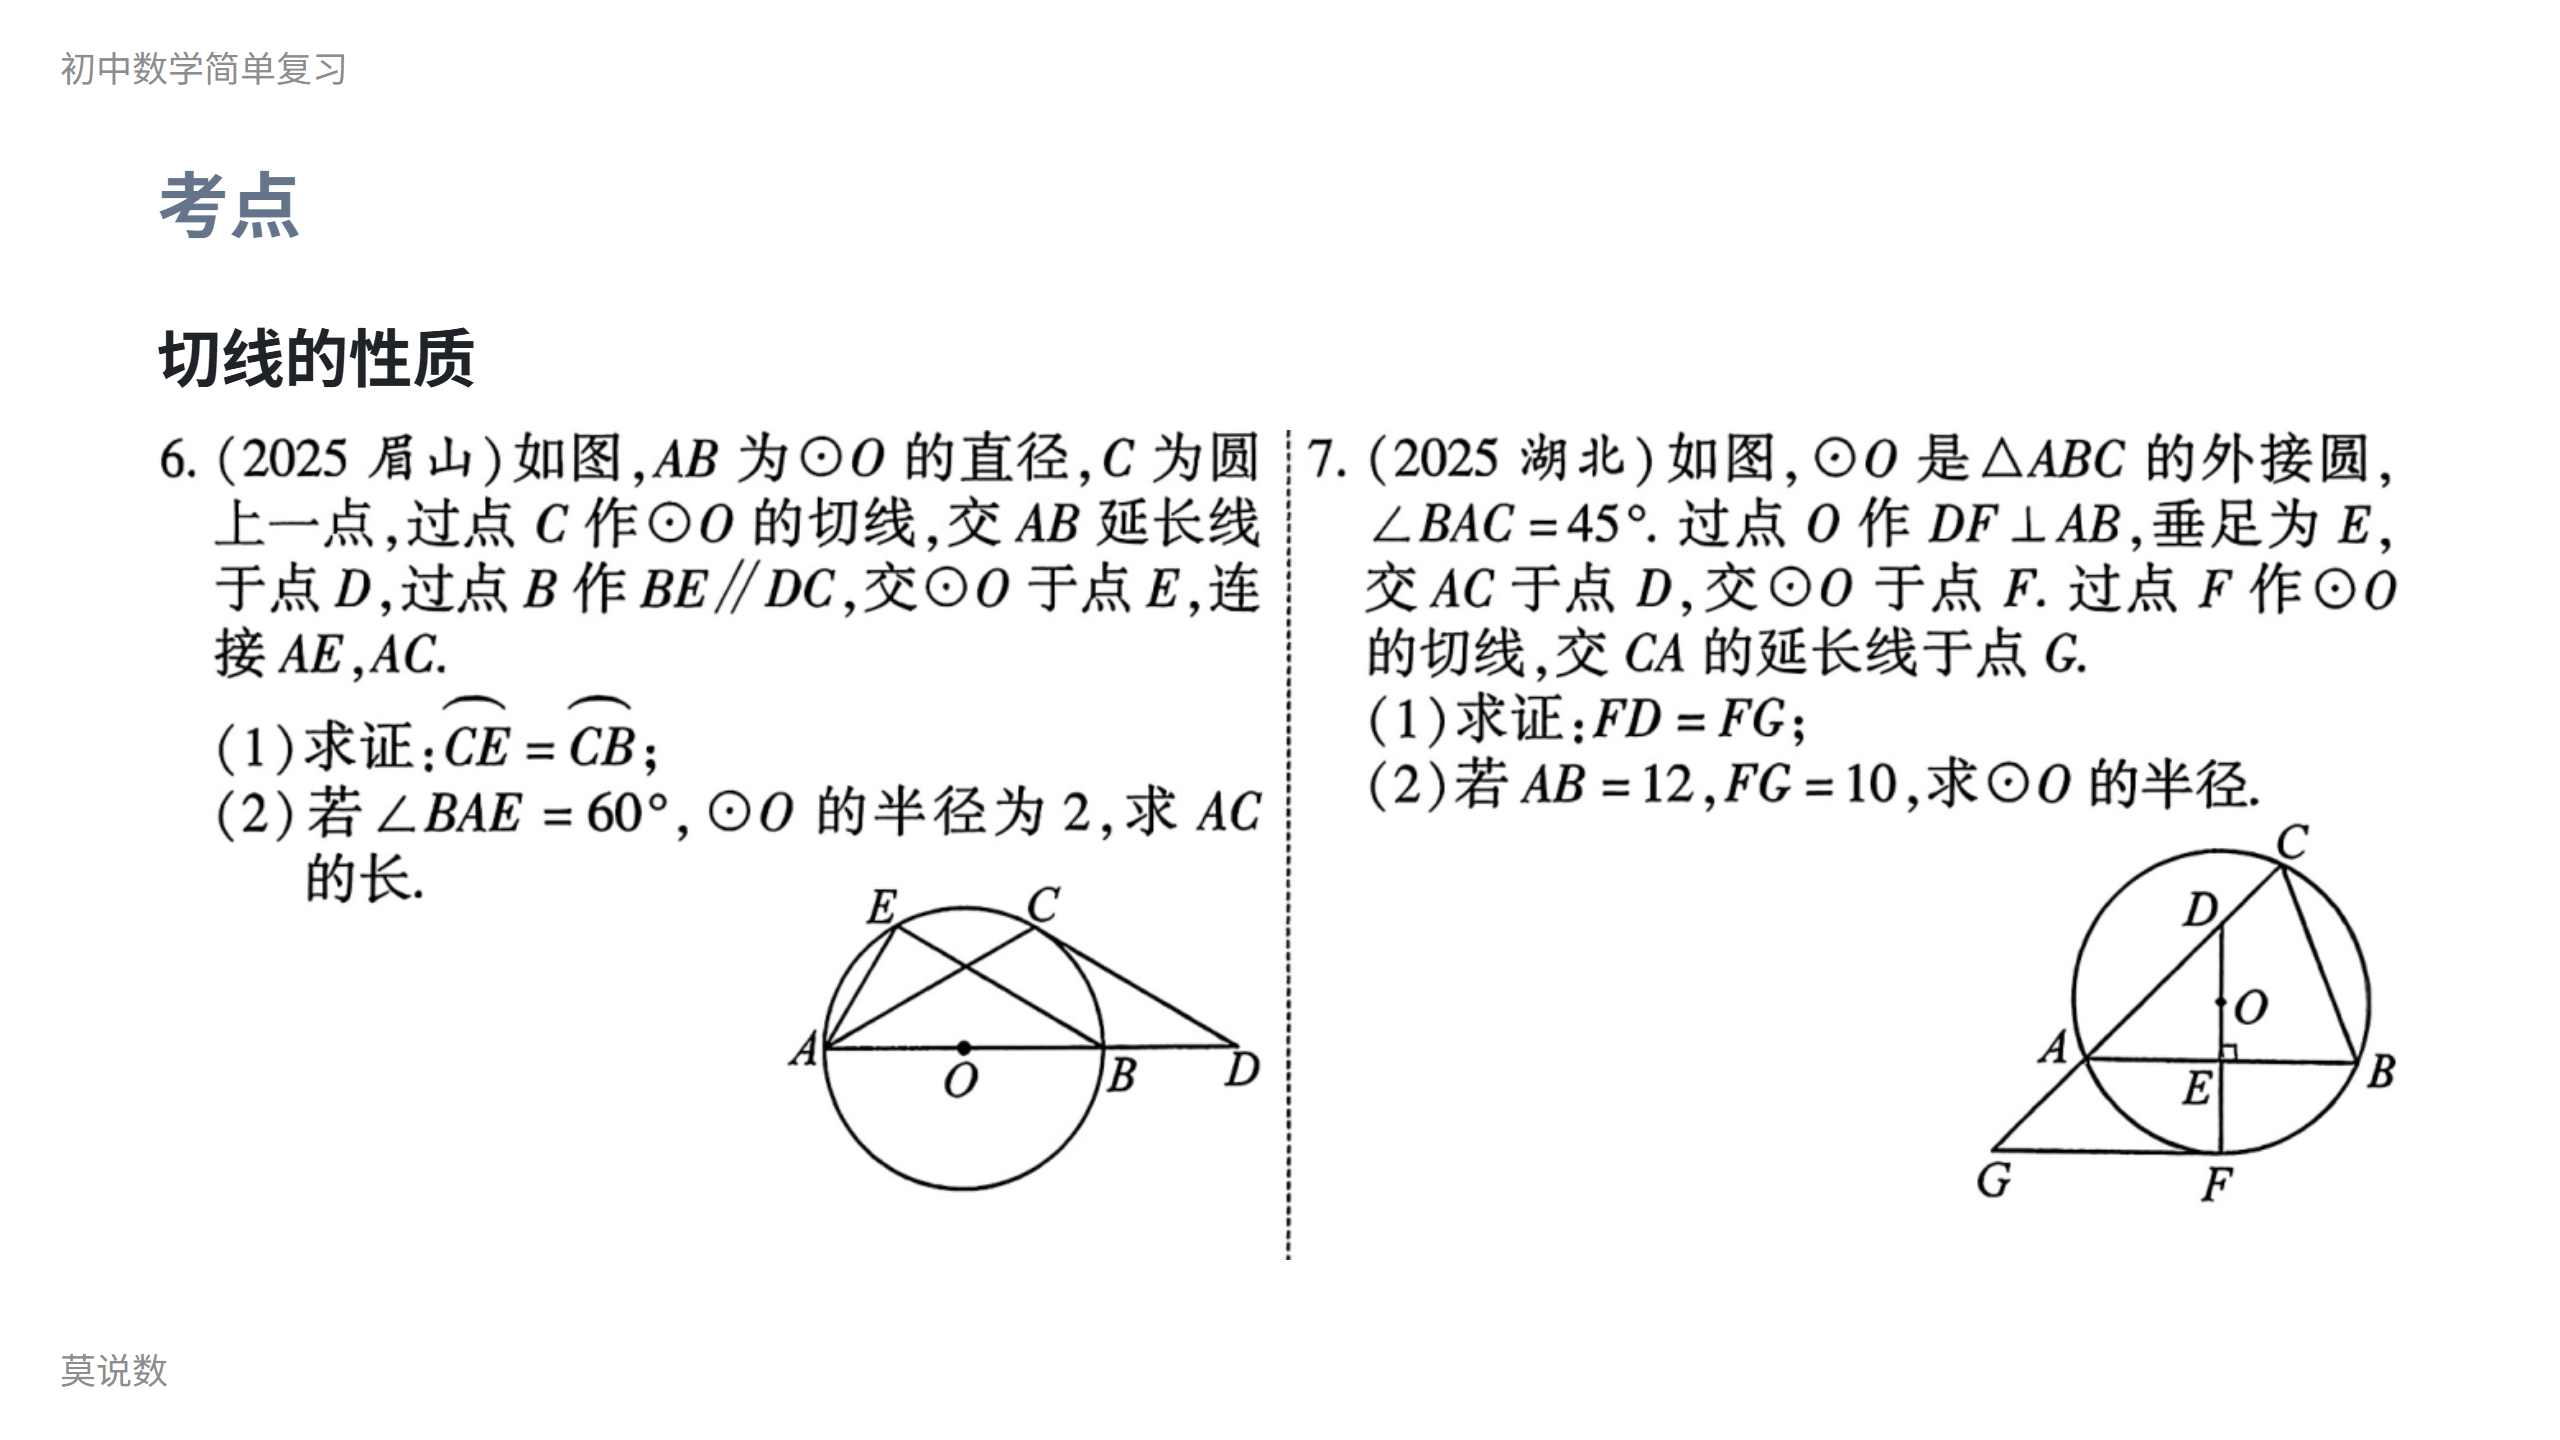 初中数学简单复习
考点
切线的性质
6. (2025 眉山)如图,AB 为⊙O 的直径,C 为圆
上一点,过点 C 作⊙O 的切线,交 AB 延长线
于点 D,过点 B 作 BE∥DC,交⊙O 于点 E,连
接 AE,AC.
(1)求证:⌒CE = ⌒CB;
(2)若∠BAE = 60°,⊙O 的半径为 2,求 AC
的长.
E C
A O B D
7. (2025 湖北)如图,⊙O 是△ABC 的外接圆,
∠BAC = 45°. 过点 O 作 DF⊥AB,垂足为 E,
交 AC 于点 D,交⊙O 于点 F. 过点 F 作⊙O
的切线,交 CA 的延长线于点 G.
(1)求证:FD = FG;
(2)若 AB = 12,FG = 10,求⊙O 的半径.
C
D
O
A E B
G F
莫说数